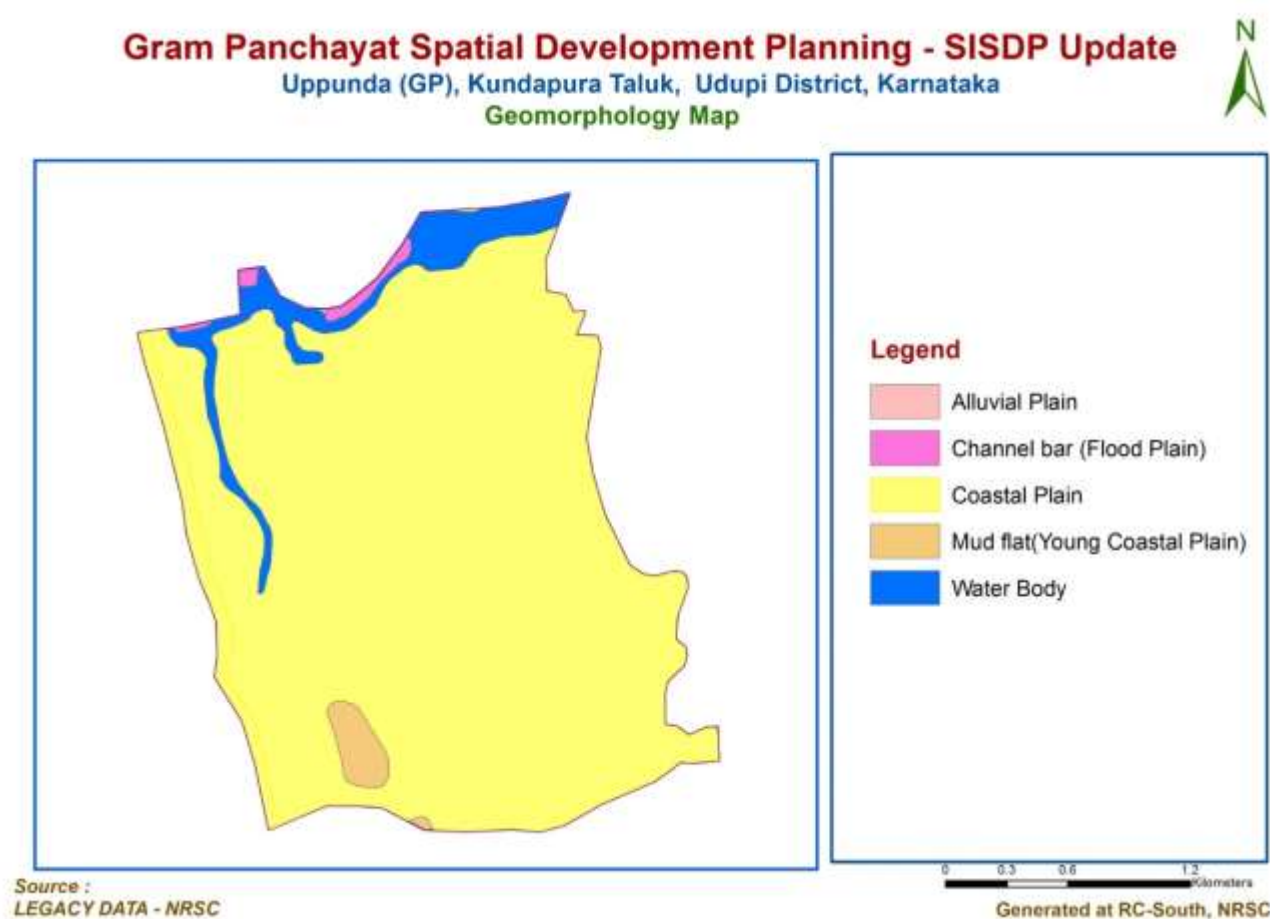 Gram Panchayat Spatial Development Planning - SISDP Update
Uppunda (GP), Kundapura Taluk, Udupi District, Karnataka
Geomorphology Map
N
Legend
Alluvial Plain
Channel bar (Flood Plain)
Coastal Plain
Mud flat(Young Coastal Plain)
Water Body
0 0.3 0.6 1.2
Kilometers
Source :
LEGACY DATA - NRSC
Generated at RC-South, NRSC